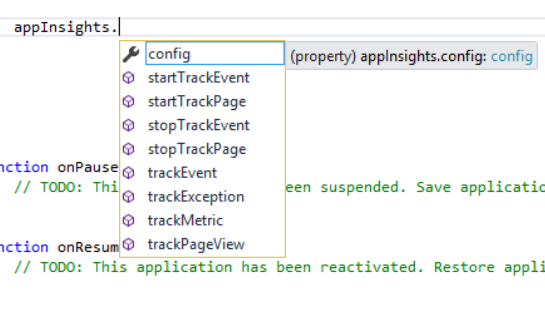 appInsights.
config
(property) appInsights.config: config
startTrackEvent
startTrackPage
stopTrackEvent
stopTrackPage
nction onPause
trackEvent
// TODO: Thi
een suspended. Save applicatio
trackException
trackMetric
nction onResum
trackPageView
// TODO: This application has been reactivated. Restore appli